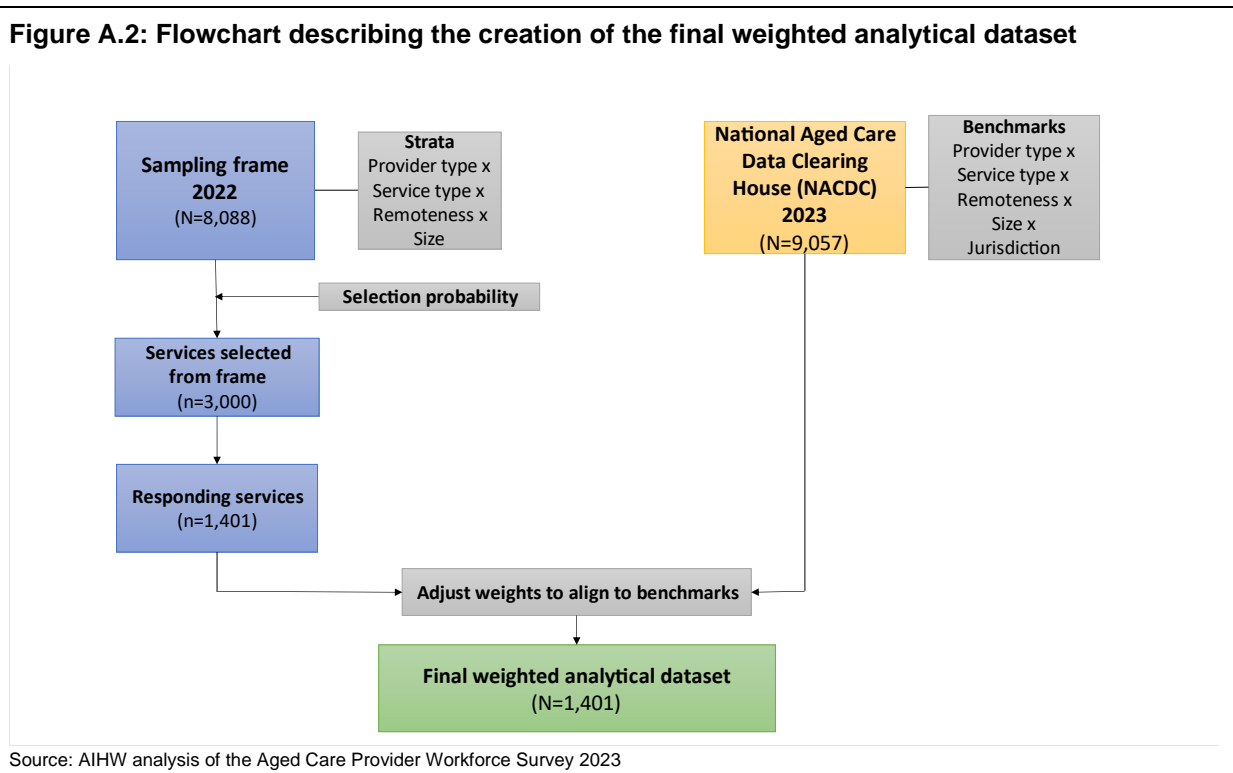 Figure A.2: Flowchart describing the creation of the final weighted analytical dataset
Sampling frame
2022
(N=8,088)
Strata
Provider type x
Service type x
Remoteness x
Size
National Aged Care
Data Clearing
House (NACDC)
2023
(N=9,057)
Benchmarks
Provider type x
Service type x
Remoteness x
Size x
Jurisdiction
Selection probability
Services selected
from frame
(n=3,000)
Responding services
(n=1,401)
Adjust weights to align to benchmarks
Final weighted analytical dataset
(N=1,401)
Source: AIHW analysis of the Aged Care Provider Workforce Survey 2023